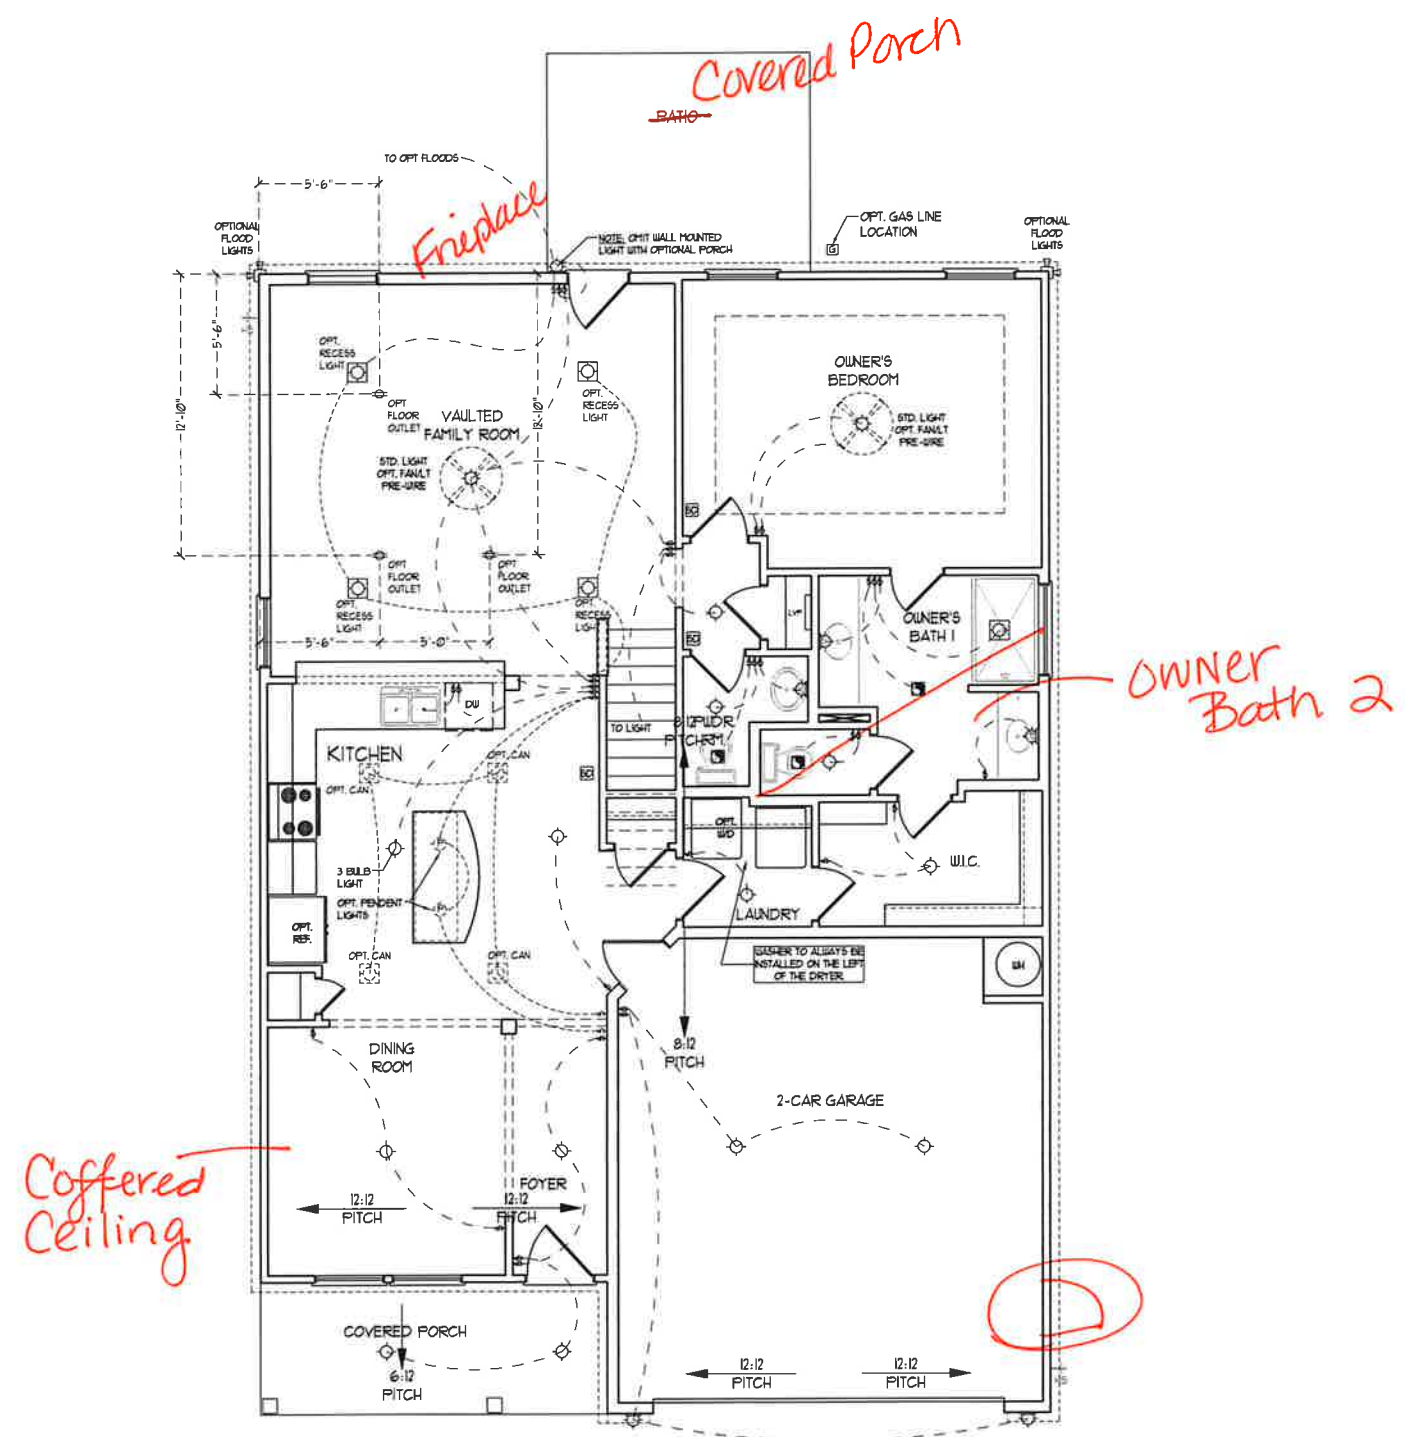 Covered Porch
PATIO
TO OPT FLOODS
5'-6"
Frieplace
OPTIONAL
FLOOD
LIGHTS
NOTE: OMIT WALL MOUNTED
LIGHT WITH OPTIONAL PORCH
OPT. GAS LINE
LOCATION
G
OPTIONAL
FLOOD
LIGHTS
5'-6"
12'-10"
12'-10"
OPT.
RECESS
LIGHT
OPT
FLOOR
OUTLET
VAULTED
FAMILY ROOM
STD. LIGHT
OPT. FAN/LT
PRE-WIRE
OPT.
RECESS
LIGHT
OWNER'S
BEDROOM
STD. LIGHT
OPT. FAN/LT
PRE-WIRE
OPT
FLOOR
OUTLET
OPT
FLOOR
OUTLET
OPT.
RECESS
LIGHT
OPT.
RECESS
LIGHT
5'-6"
5'-0"
OWNER'S
BATH 1
OWNER
Bath 2
DW
TO LIGHT
PWDR
RM
8:12
PITCH
KITCHEN
OPT. CAN
OPT. CAN
3 BULB
LIGHT
OPT. PENDENT
LIGHTS
OPT.
REF.
OPT. CAN
OPT. CAN
OPT.
W/D
LAUNDRY
W.I.C.
WASHER TO ALWAYS BE
INSTALLED ON THE LEFT
OF THE DRYER
WH
8:12
PITCH
DINING
ROOM
2-CAR GARAGE
Coffered
Ceiling
FOYER
12:12
PITCH
12:12
PITCH
COVERED PORCH
6:12
PITCH
12:12
PITCH
12:12
PITCH